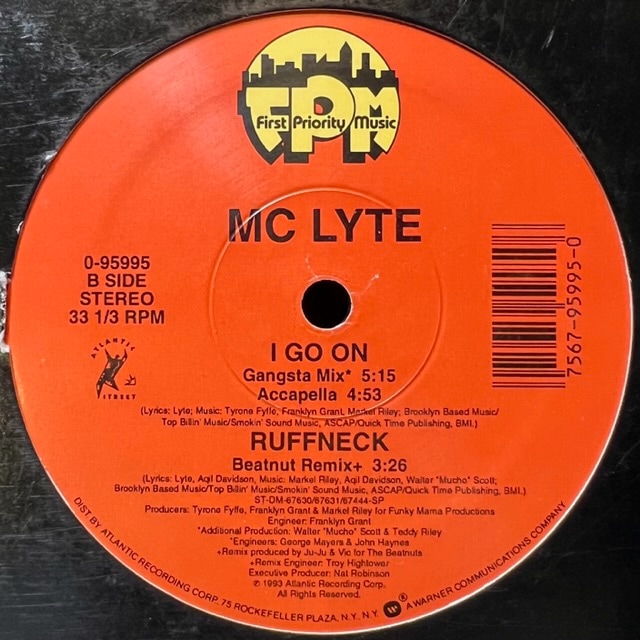 FPM
First Priority Music
MC LYTE
0-95995
B SIDE
STEREO
33 1/3 RPM
ATLANTIC
STREET
7567-95995-0
I GO ON
Gangsta Mix* 5:15
Accapella 4:53
(Lyrics: Lyte; Music: Tyrone Fyffe, Franklyn Grant, Markel Riley; Brooklyn Based Music/
Top Billin' Music/Smokin' Sound Music, ASCAP/Quick Time Publishing, BMI.)
RUFFNECK
Beatnut Remix+ 3:26
(Lyrics: Lyte, Aqil Davidson, Music: Markel Riley, Aqil Davidson, Walter "Mucho" Scott;
Brooklyn Based Music/Top Billin' Music/Smokin' Sound Music, ASCAP/Quick Time Publishing, BMI.)
ST-DM-67630/67631/67444-SP
Producers: Tyrone Fyffe, Franklyn Grant & Markel Riley for Funky Mama Productions
Engineer: Franklyn Grant
*Additional Production: Walter "Mucho" Scott & Teddy Riley
*Engineers: George Mayers & John Haynes
+Remix produced by Ju-Ju & Vic for The Beatnuts
+Remix Engineer: Troy Hightower
Executive Producer: Nat Robinson
℗ 1993 Atlantic Recording Corp.
All Rights Reserved.
DIST. BY ATLANTIC RECORDING CORP. 75 ROCKEFELLER PLAZA, N.Y. N.Y. ® A WARNER COMMUNICATIONS COMPANY